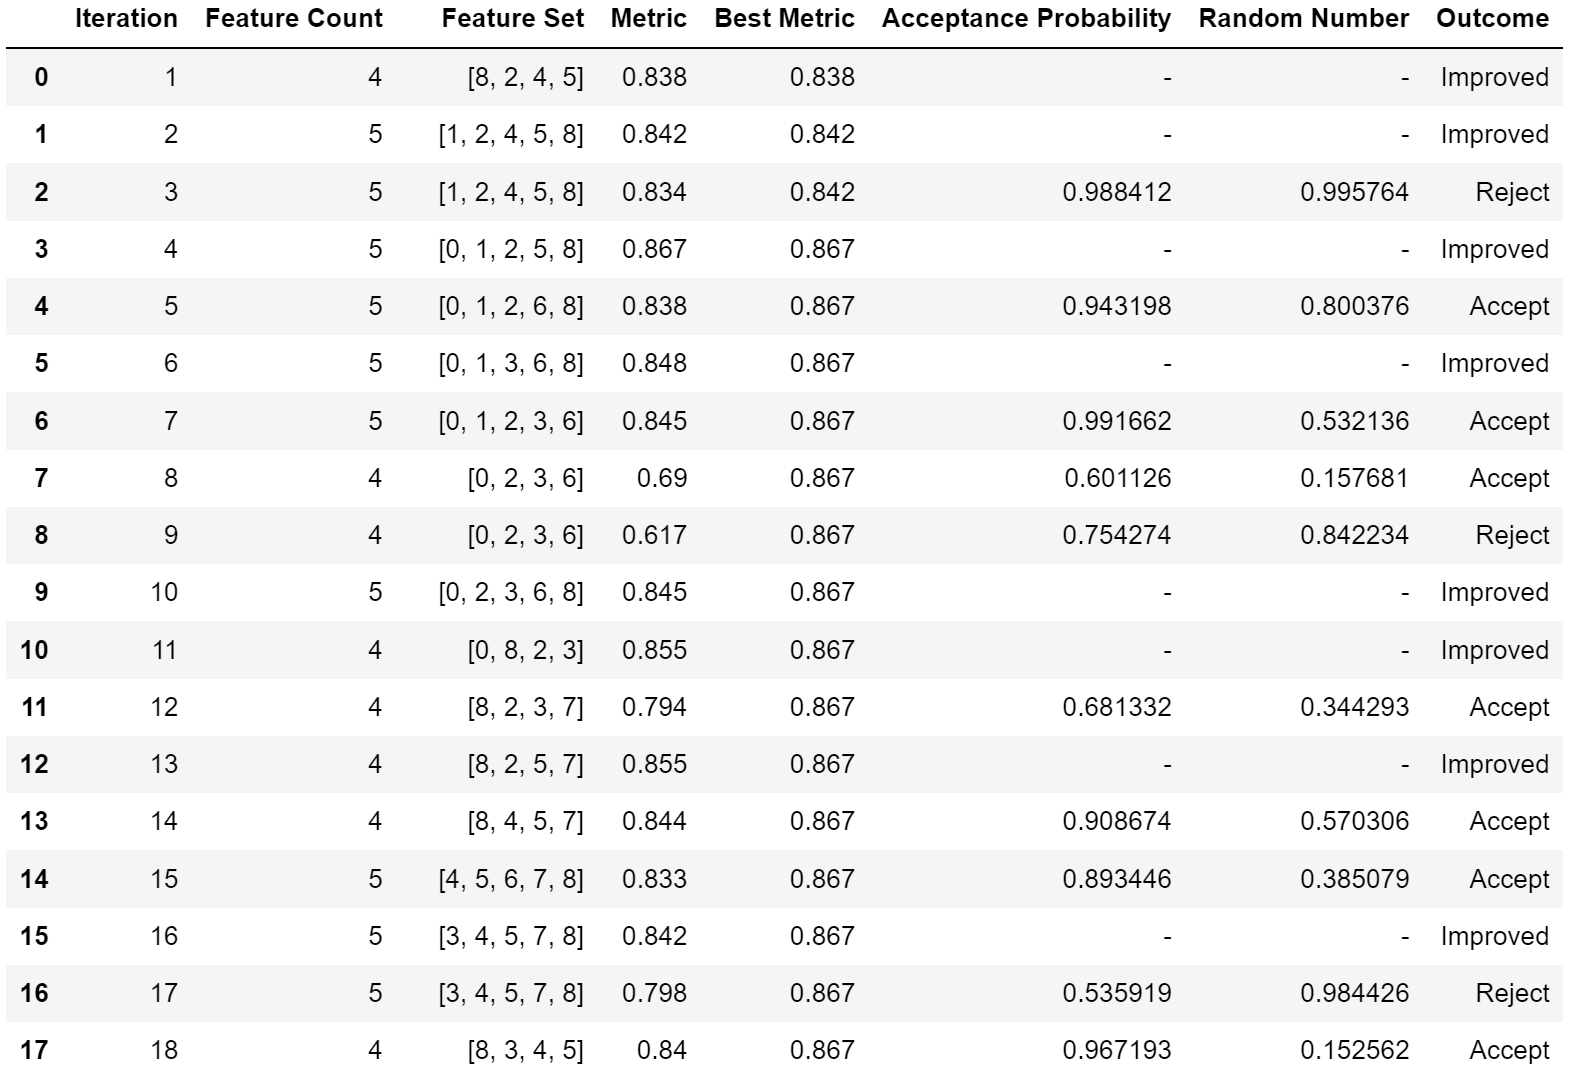 Iteration Feature Count Feature Set Metric Best Metric Acceptance Probability Random Number Outcome
0 1 4 [8, 2, 4, 5] 0.838 0.838 - - Improved
1 2 5 [1, 2, 4, 5, 8] 0.842 0.842 - - Improved
2 3 5 [1, 2, 4, 5, 8] 0.834 0.842 0.988412 0.995764 Reject
3 4 5 [0, 1, 2, 5, 8] 0.867 0.867 - - Improved
4 5 5 [0, 1, 2, 6, 8] 0.838 0.867 0.943198 0.800376 Accept
5 6 5 [0, 1, 3, 6, 8] 0.848 0.867 - - Improved
6 7 5 [0, 1, 2, 3, 6] 0.845 0.867 0.991662 0.532136 Accept
7 8 4 [0, 2, 3, 6] 0.69 0.867 0.601126 0.157681 Accept
8 9 4 [0, 2, 3, 6] 0.617 0.867 0.754274 0.842234 Reject
9 10 5 [0, 2, 3, 6, 8] 0.845 0.867 - - Improved
10 11 4 [0, 8, 2, 3] 0.855 0.867 - - Improved
11 12 4 [8, 2, 3, 7] 0.794 0.867 0.681332 0.344293 Accept
12 13 4 [8, 2, 5, 7] 0.855 0.867 - - Improved
13 14 4 [8, 4, 5, 7] 0.844 0.867 0.908674 0.570306 Accept
14 15 5 [4, 5, 6, 7, 8] 0.833 0.867 0.893446 0.385079 Accept
15 16 5 [3, 4, 5, 7, 8] 0.842 0.867 - - Improved
16 17 5 [3, 4, 5, 7, 8] 0.798 0.867 0.535919 0.984426 Reject
17 18 4 [8, 3, 4, 5] 0.84 0.867 0.967193 0.152562 Accept